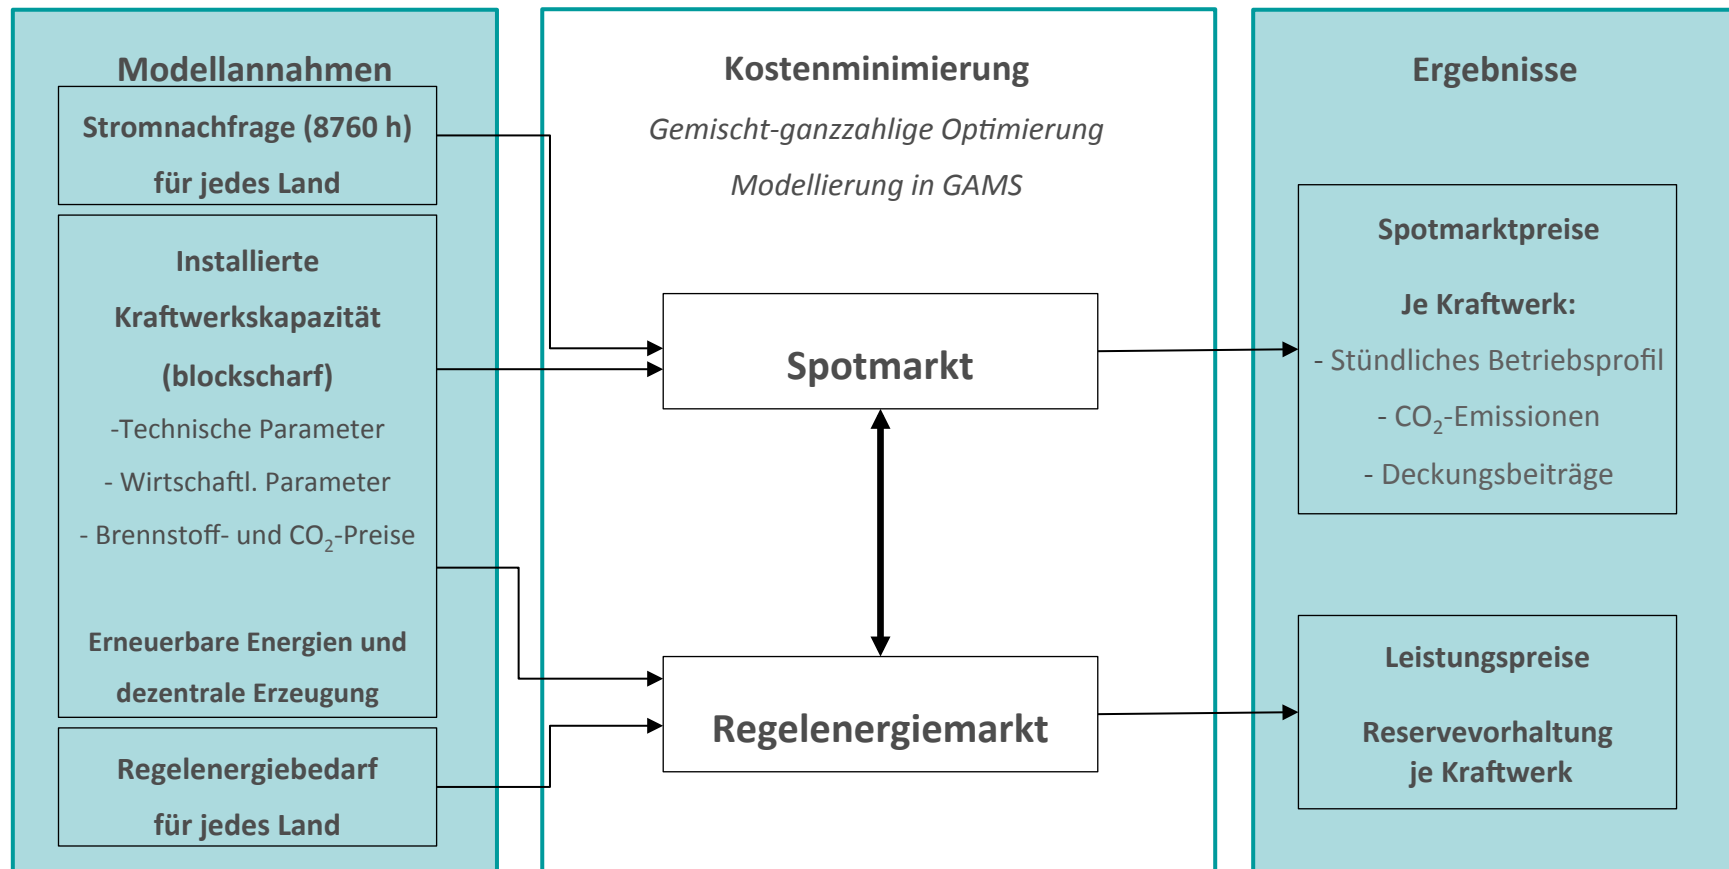 Modellannahmen
Stromnachfrage (8760 h)
für jedes Land
Installierte
Kraftwerkskapazität
(blockscharf)
-Technische Parameter
- Wirtschaftl. Parameter
- Brennstoff- und CO₂-Preise
Erneuerbare Energien und
dezentrale Erzeugung
Regelenergiebedarf
für jedes Land
Kostenminimierung
Gemischt-ganzzahlige Optimierung
Modellierung in GAMS
Spotmarkt
Regelenergiemarkt
Ergebnisse
Spotmarktpreise
Je Kraftwerk:
- Stündliches Betriebsprofil
- CO₂-Emissionen
- Deckungsbeiträge
Leistungspreise
Reservevorhaltung
je Kraftwerk